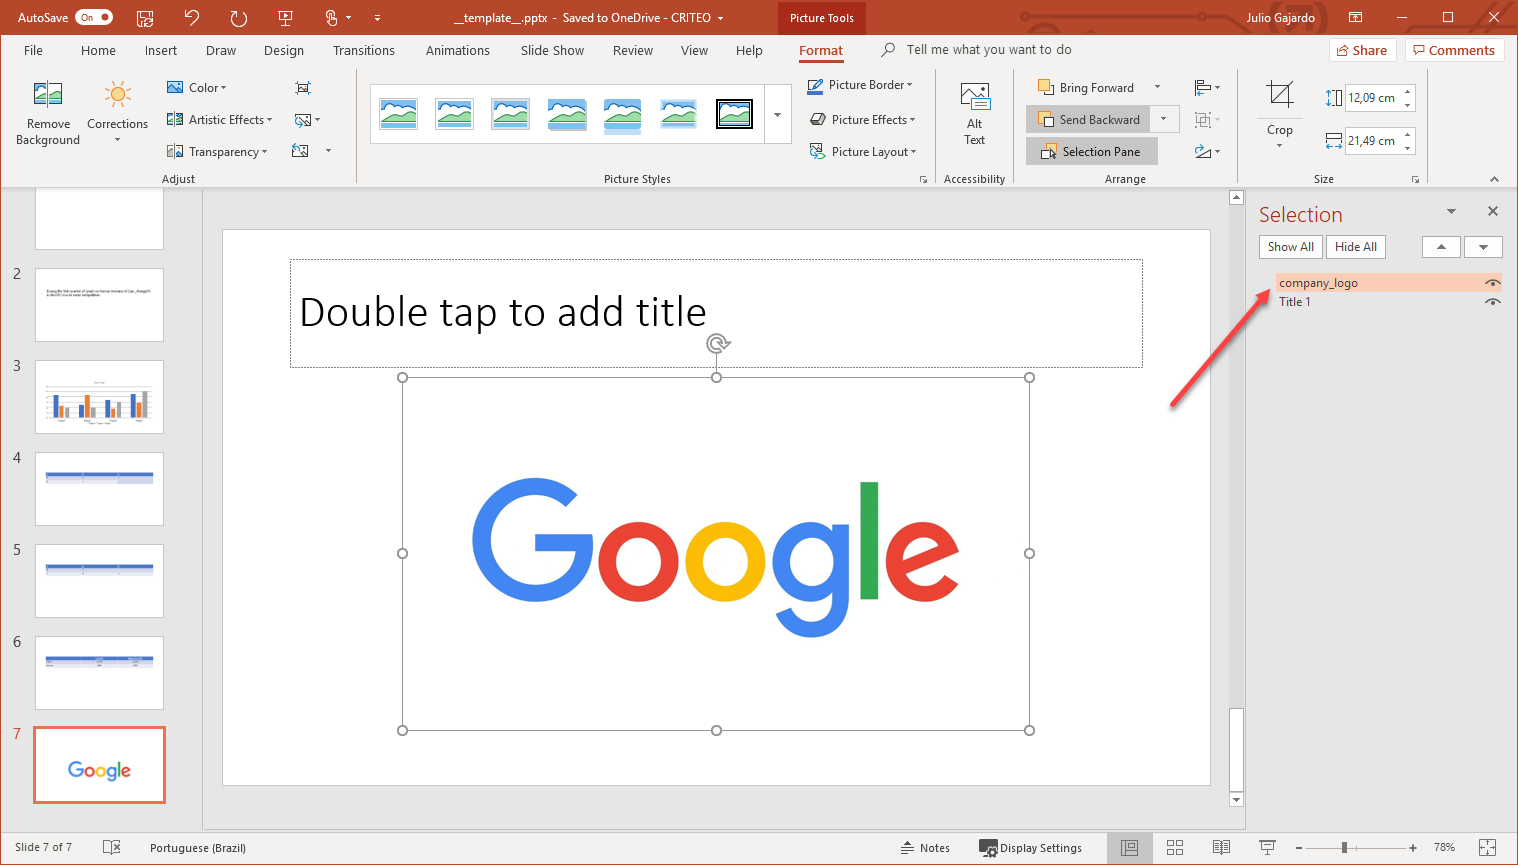 AutoSave On
__template__.pptx - Saved to OneDrive - CRITEO
Picture Tools
Julio Gajardo
File Home Insert Draw Design Transitions Animations Slide Show Review View Help Format Tell me what you want to do
Share Comments
Remove Background
Corrections
Color
Artistic Effects
Transparency
Adjust
Picture Border
Picture Effects
Picture Layout
Picture Styles
Alt Text
Accessibility
Bring Forward
Send Backward
Selection Pane
Arrange
Crop
12,09 cm
21,49 cm
Size
2
3
4
5
6
7
Google
Double tap to add title
Google
Selection
Show All Hide All
company_logo
Title 1
Slide 7 of 7
Portuguese (Brazil)
Notes
Display Settings
78%